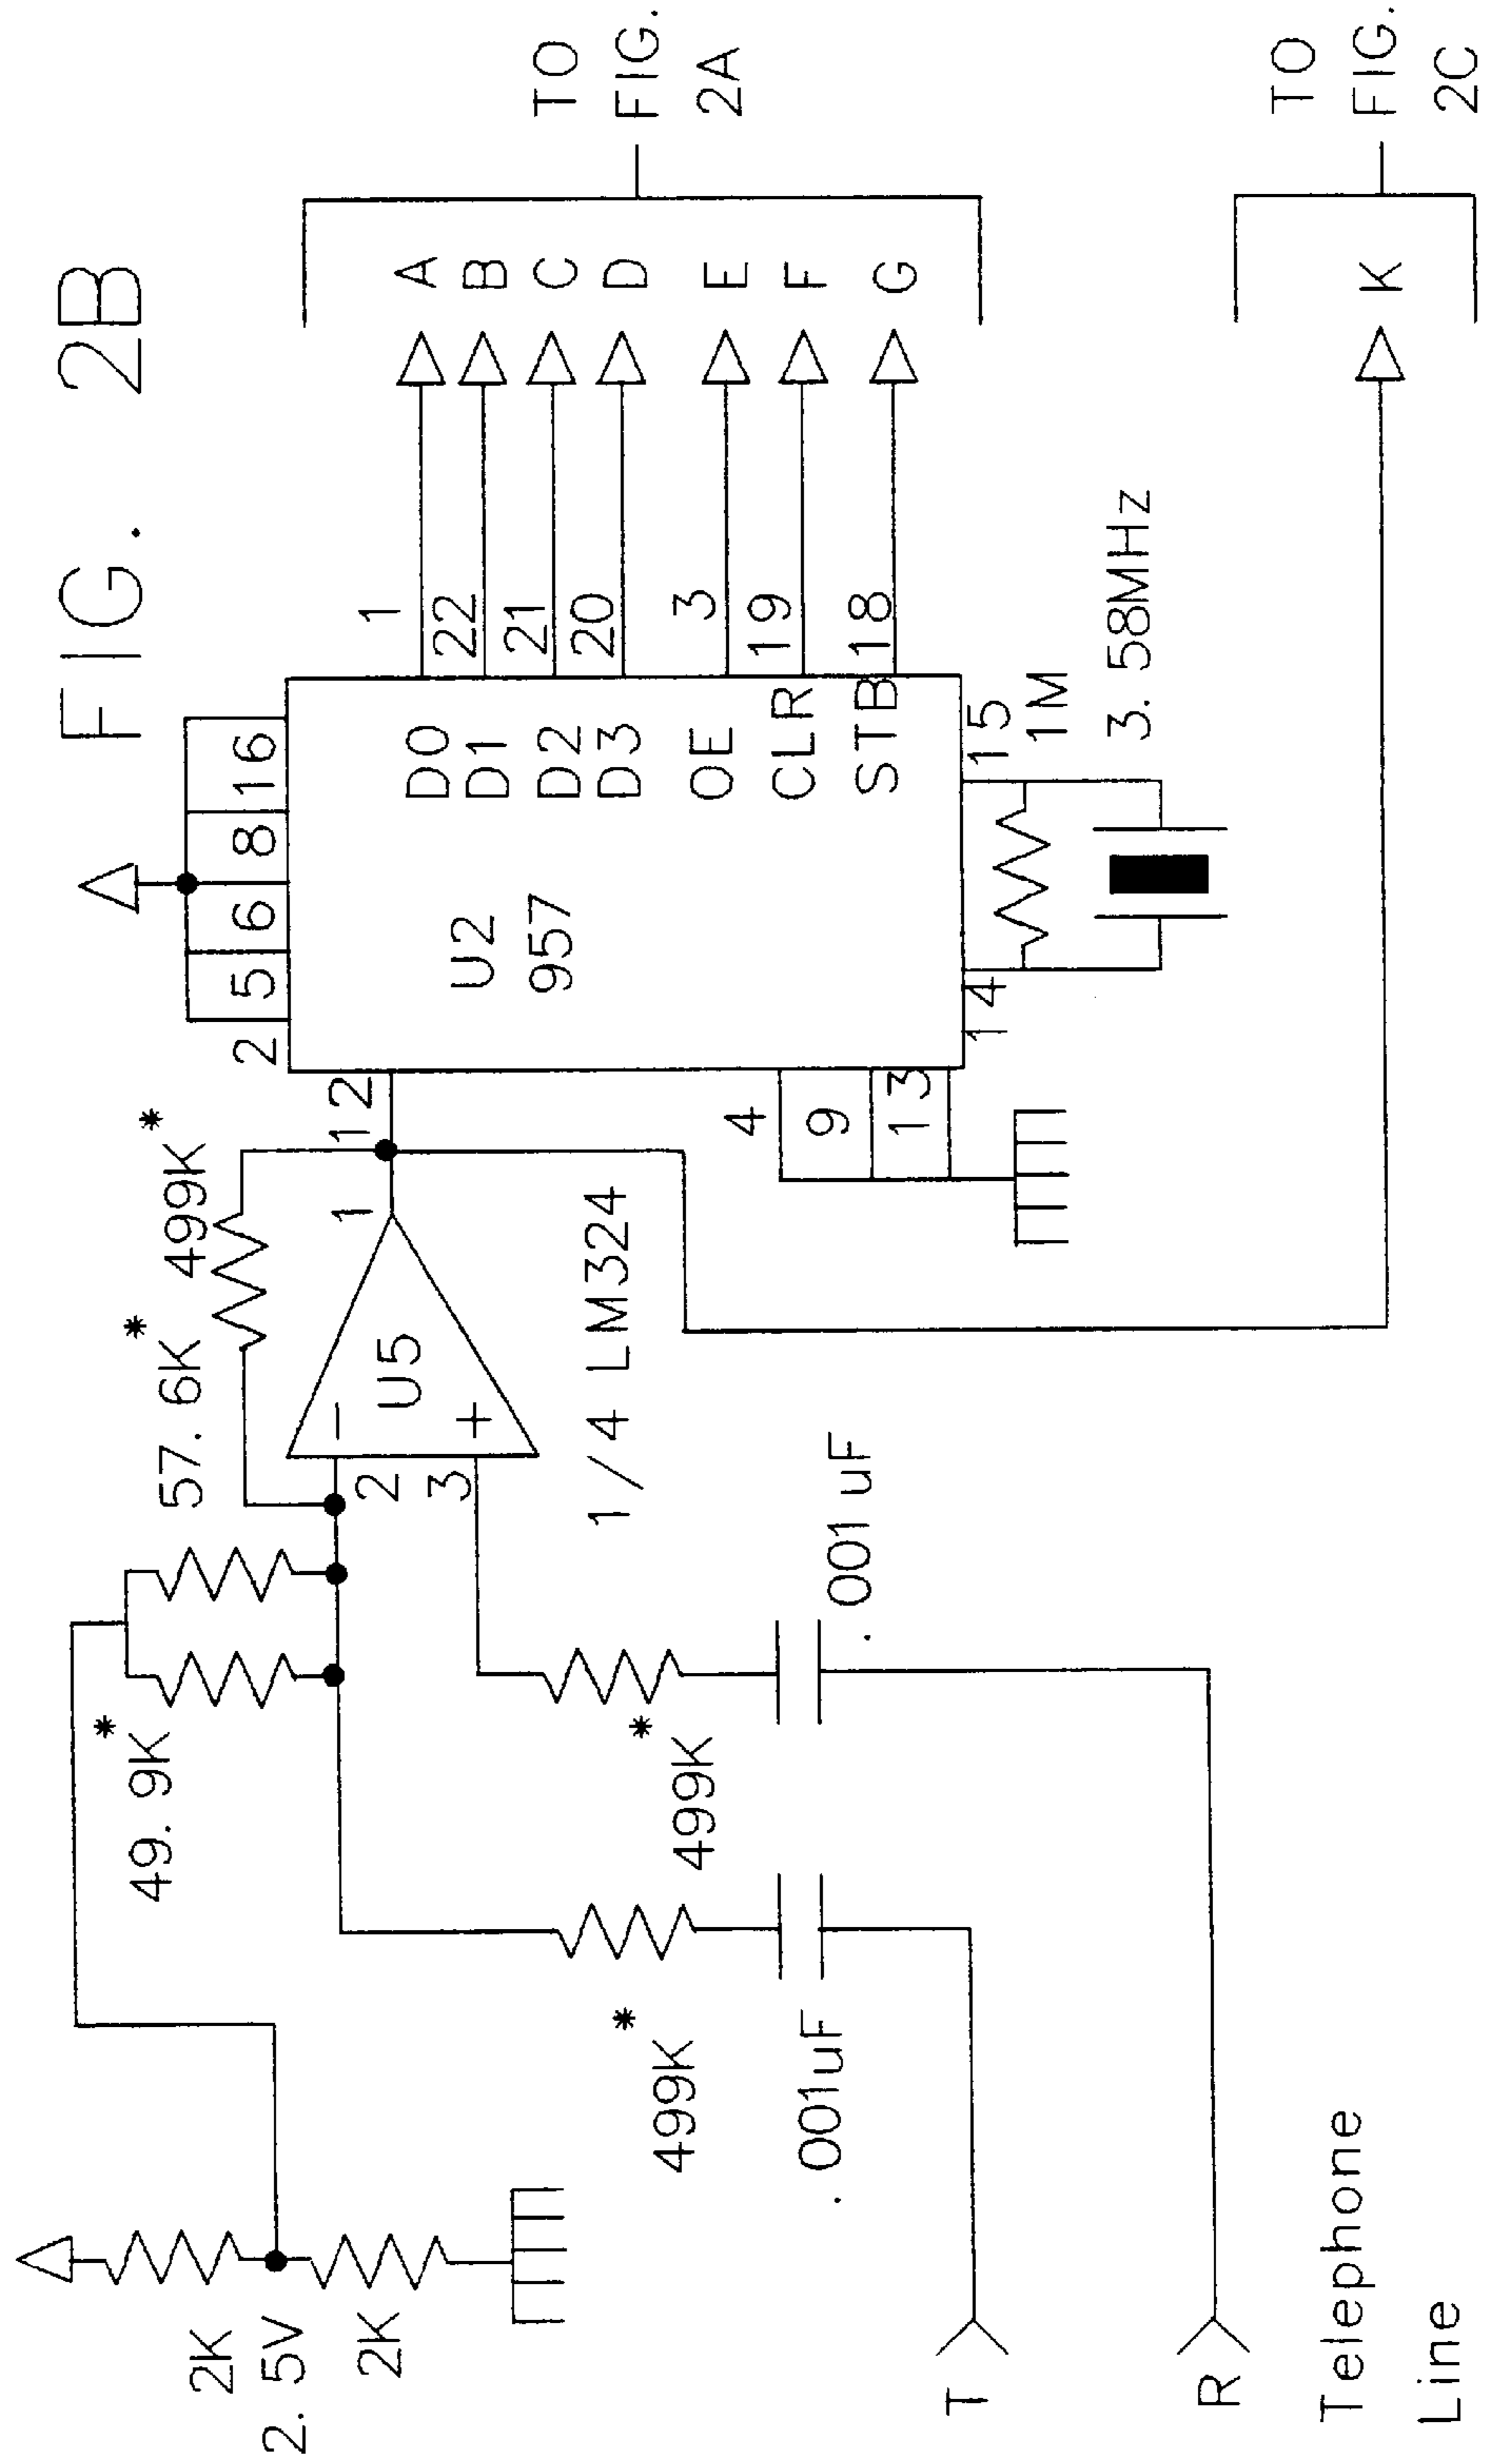 FIG. 2B
2 5 6 8 16
* *
57.6K 499K
*
49.9K
2K
2.5V
2K
2
3
U5
1
12
1/4 LM324
U2
957
D0 1 A
D1 22 B
D2 21 C
D3 20 D
OE 3 E
CLR 19 F
STB 18 G
TO
FIG.
2A
4
9
13
14 15
1M
3.58MHz
*
499K
.001uF
*
499K
.001uF
T
R
Telephone
Line
K
TO
FIG.
2C